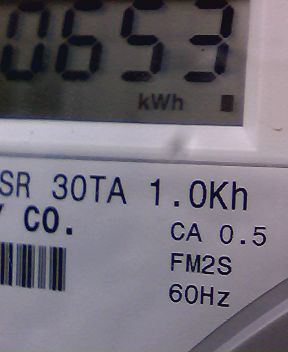 0653
kWh
SR 30TA 1.0Kh
Y CO.
CA 0.5
FM2S
60Hz